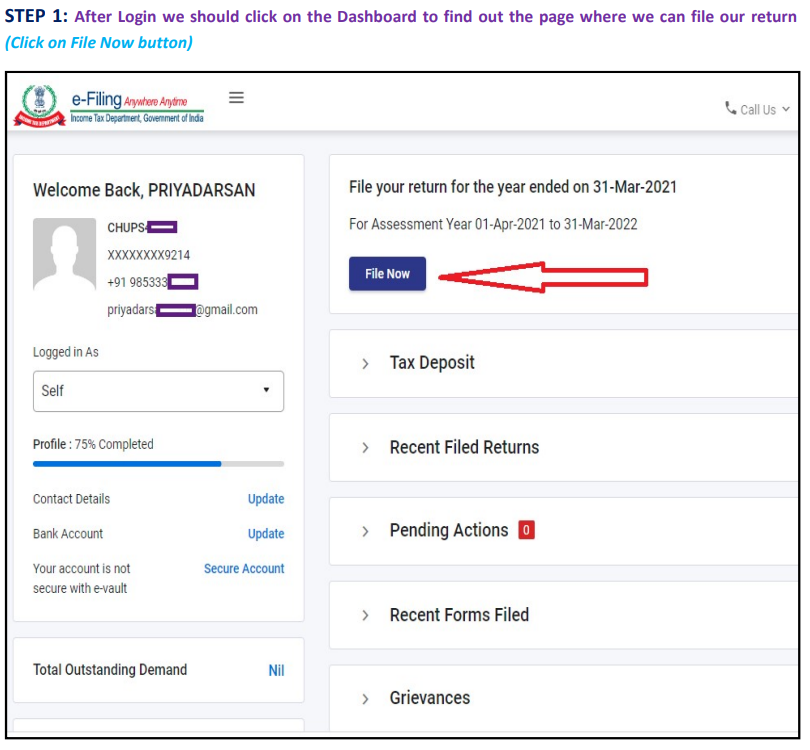 STEP 1: After Login we should click on the Dashboard to find out the page where we can file our return
(Click on File Now button)
e-Filing Anywhere Anytime
Income Tax Department, Government of India
Call Us
Welcome Back, PRIYADARSAN
CHUPS
XXXXXXXX9214
+91 985333
priyadars @gmail.com
Logged in As
Self
Profile : 75% Completed
Contact Details Update
Bank Account Update
Your account is not Secure Account
secure with e-vault
Total Outstanding Demand Nil
File your return for the year ended on 31-Mar-2021
For Assessment Year 01-Apr-2021 to 31-Mar-2022
File Now
Tax Deposit
Recent Filed Returns
Pending Actions 0
Recent Forms Filed
Grievances